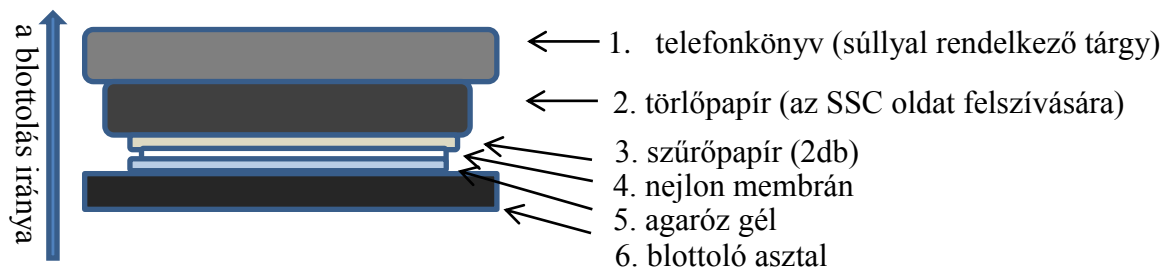 a blottolás iránya
1. telefonkönyv (súllyal rendelkező tárgy)
2. törlőpapír (az SSC oldat felszívására)
3. szűrőpapír (2db)
4. nejlon membrán
5. agaróz gél
6. blottoló asztal